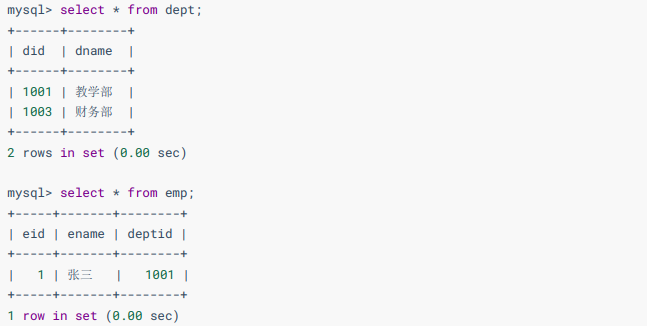 mysql> select * from dept;
+------+--------+
| did  | dname  |
+------+--------+
| 1001 | 教学部  |
| 1003 | 财务部  |
+------+--------+
2 rows in set (0.00 sec)

mysql> select * from emp;
+-----+-------+--------+
| eid | ename | deptid |
+-----+-------+--------+
|   1 | 张三   |   1001 |
+-----+-------+--------+
1 row in set (0.00 sec)